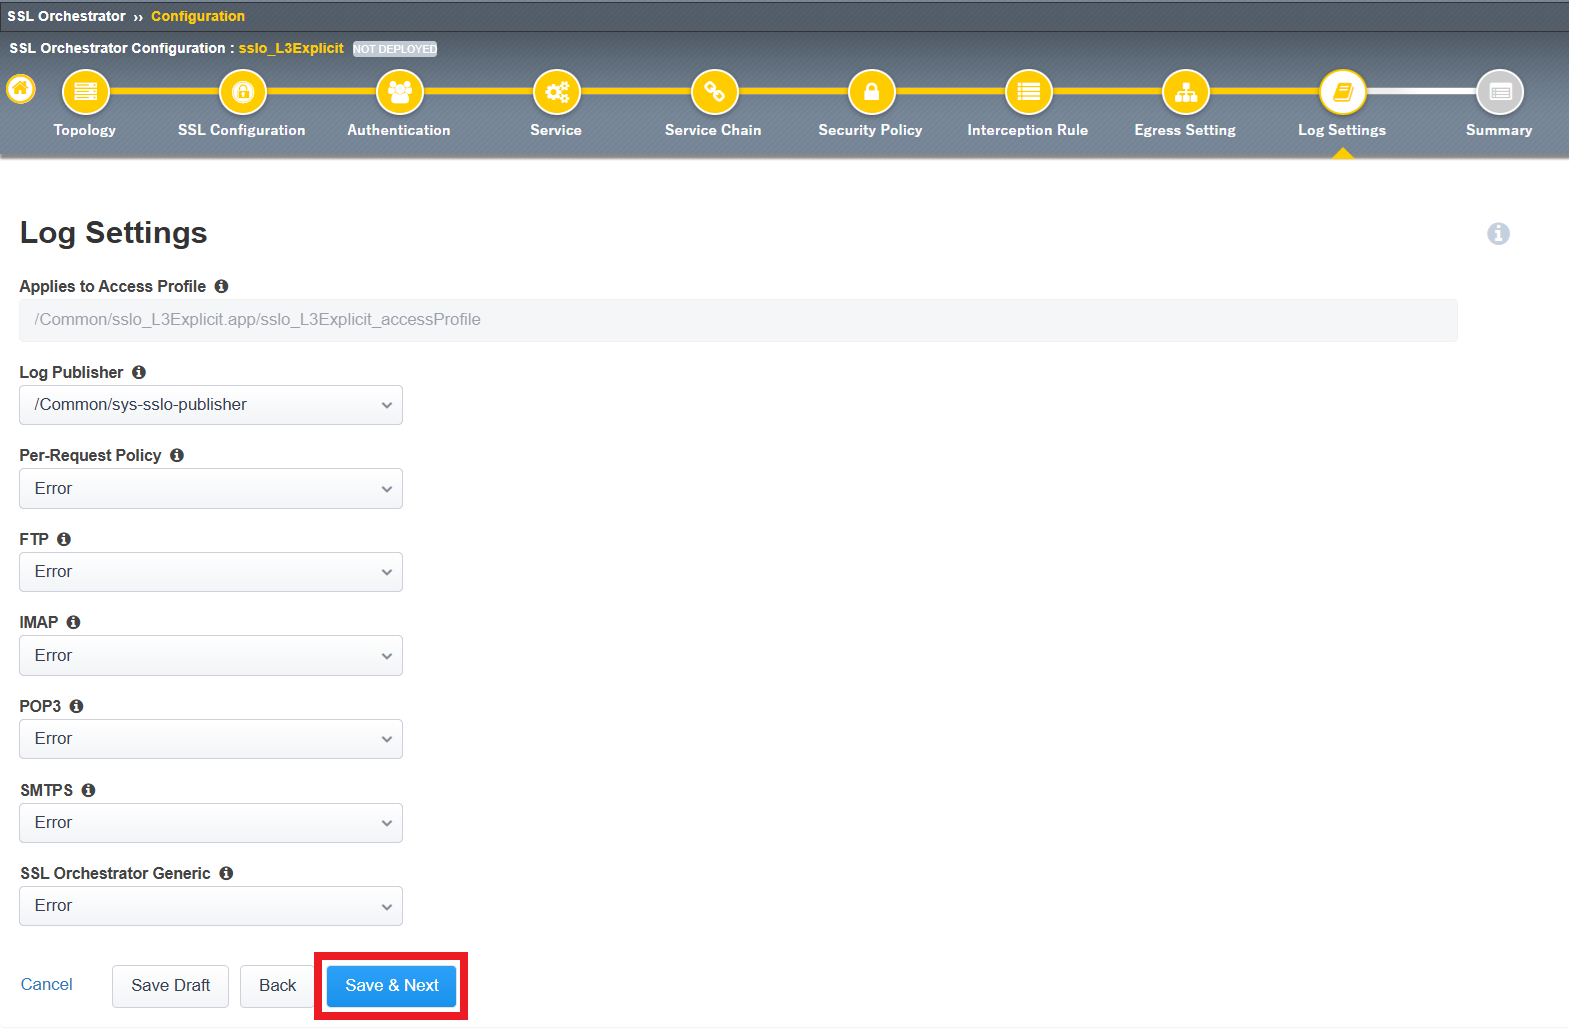 SSL Orchestrator ›› Configuration
SSL Orchestrator Configuration : sslo_L3Explicit NOT DEPLOYED
Topology SSL Configuration Authentication Service Service Chain Security Policy Interception Rule Egress Setting Log Settings Summary
Log Settings
Applies to Access Profile
/Common/sslo_L3Explicit.app/sslo_L3Explicit_accessProfile
Log Publisher
/Common/sys-sslo-publisher
Per-Request Policy
Error
FTP
Error
IMAP
Error
POP3
Error
SMTPS
Error
SSL Orchestrator Generic
Error
Cancel Save Draft Back Save & Next